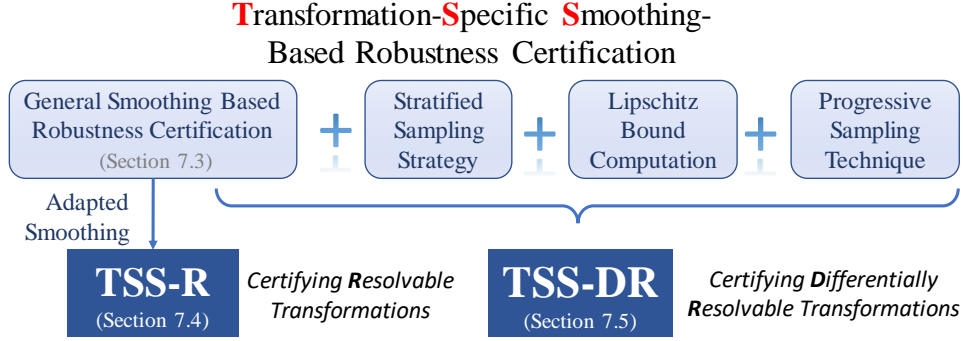 Transformation-Specific Smoothing-
Based Robustness Certification
General Smoothing Based
Robustness Certification
(Section 7.3)
+
Stratified
Sampling
Strategy
+
Lipschitz
Bound
Computation
+
Progressive
Sampling
Technique
Adapted
Smoothing
TSS-R
(Section 7.4)
Certifying Resolvable
Transformations
TSS-DR
(Section 7.5)
Certifying Differentially
Resolvable Transformations